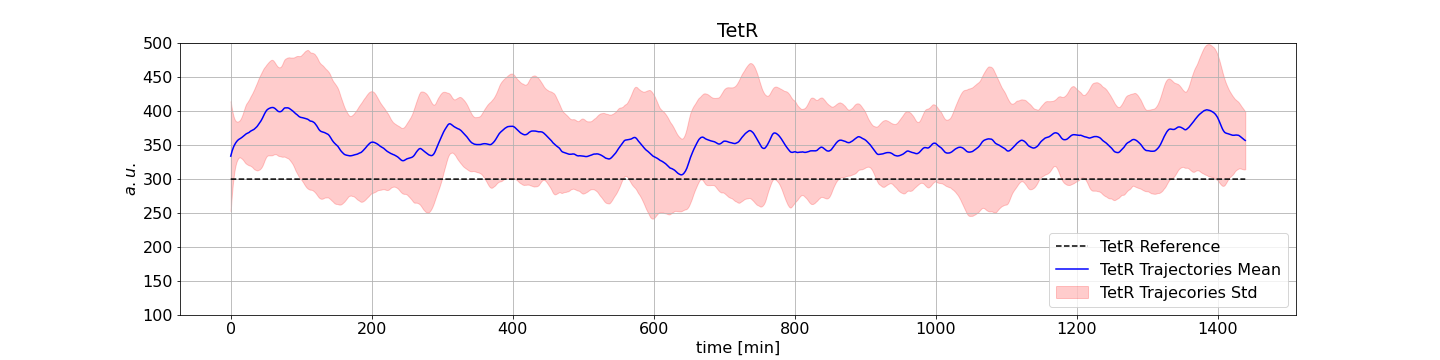 TetR
500
450
400
350
300
250
200
150
100
a. u.
0 200 400 600 800 1000 1200 1400
time [min]
TetR Reference
TetR Trajectories Mean
TetR Trajecories Std